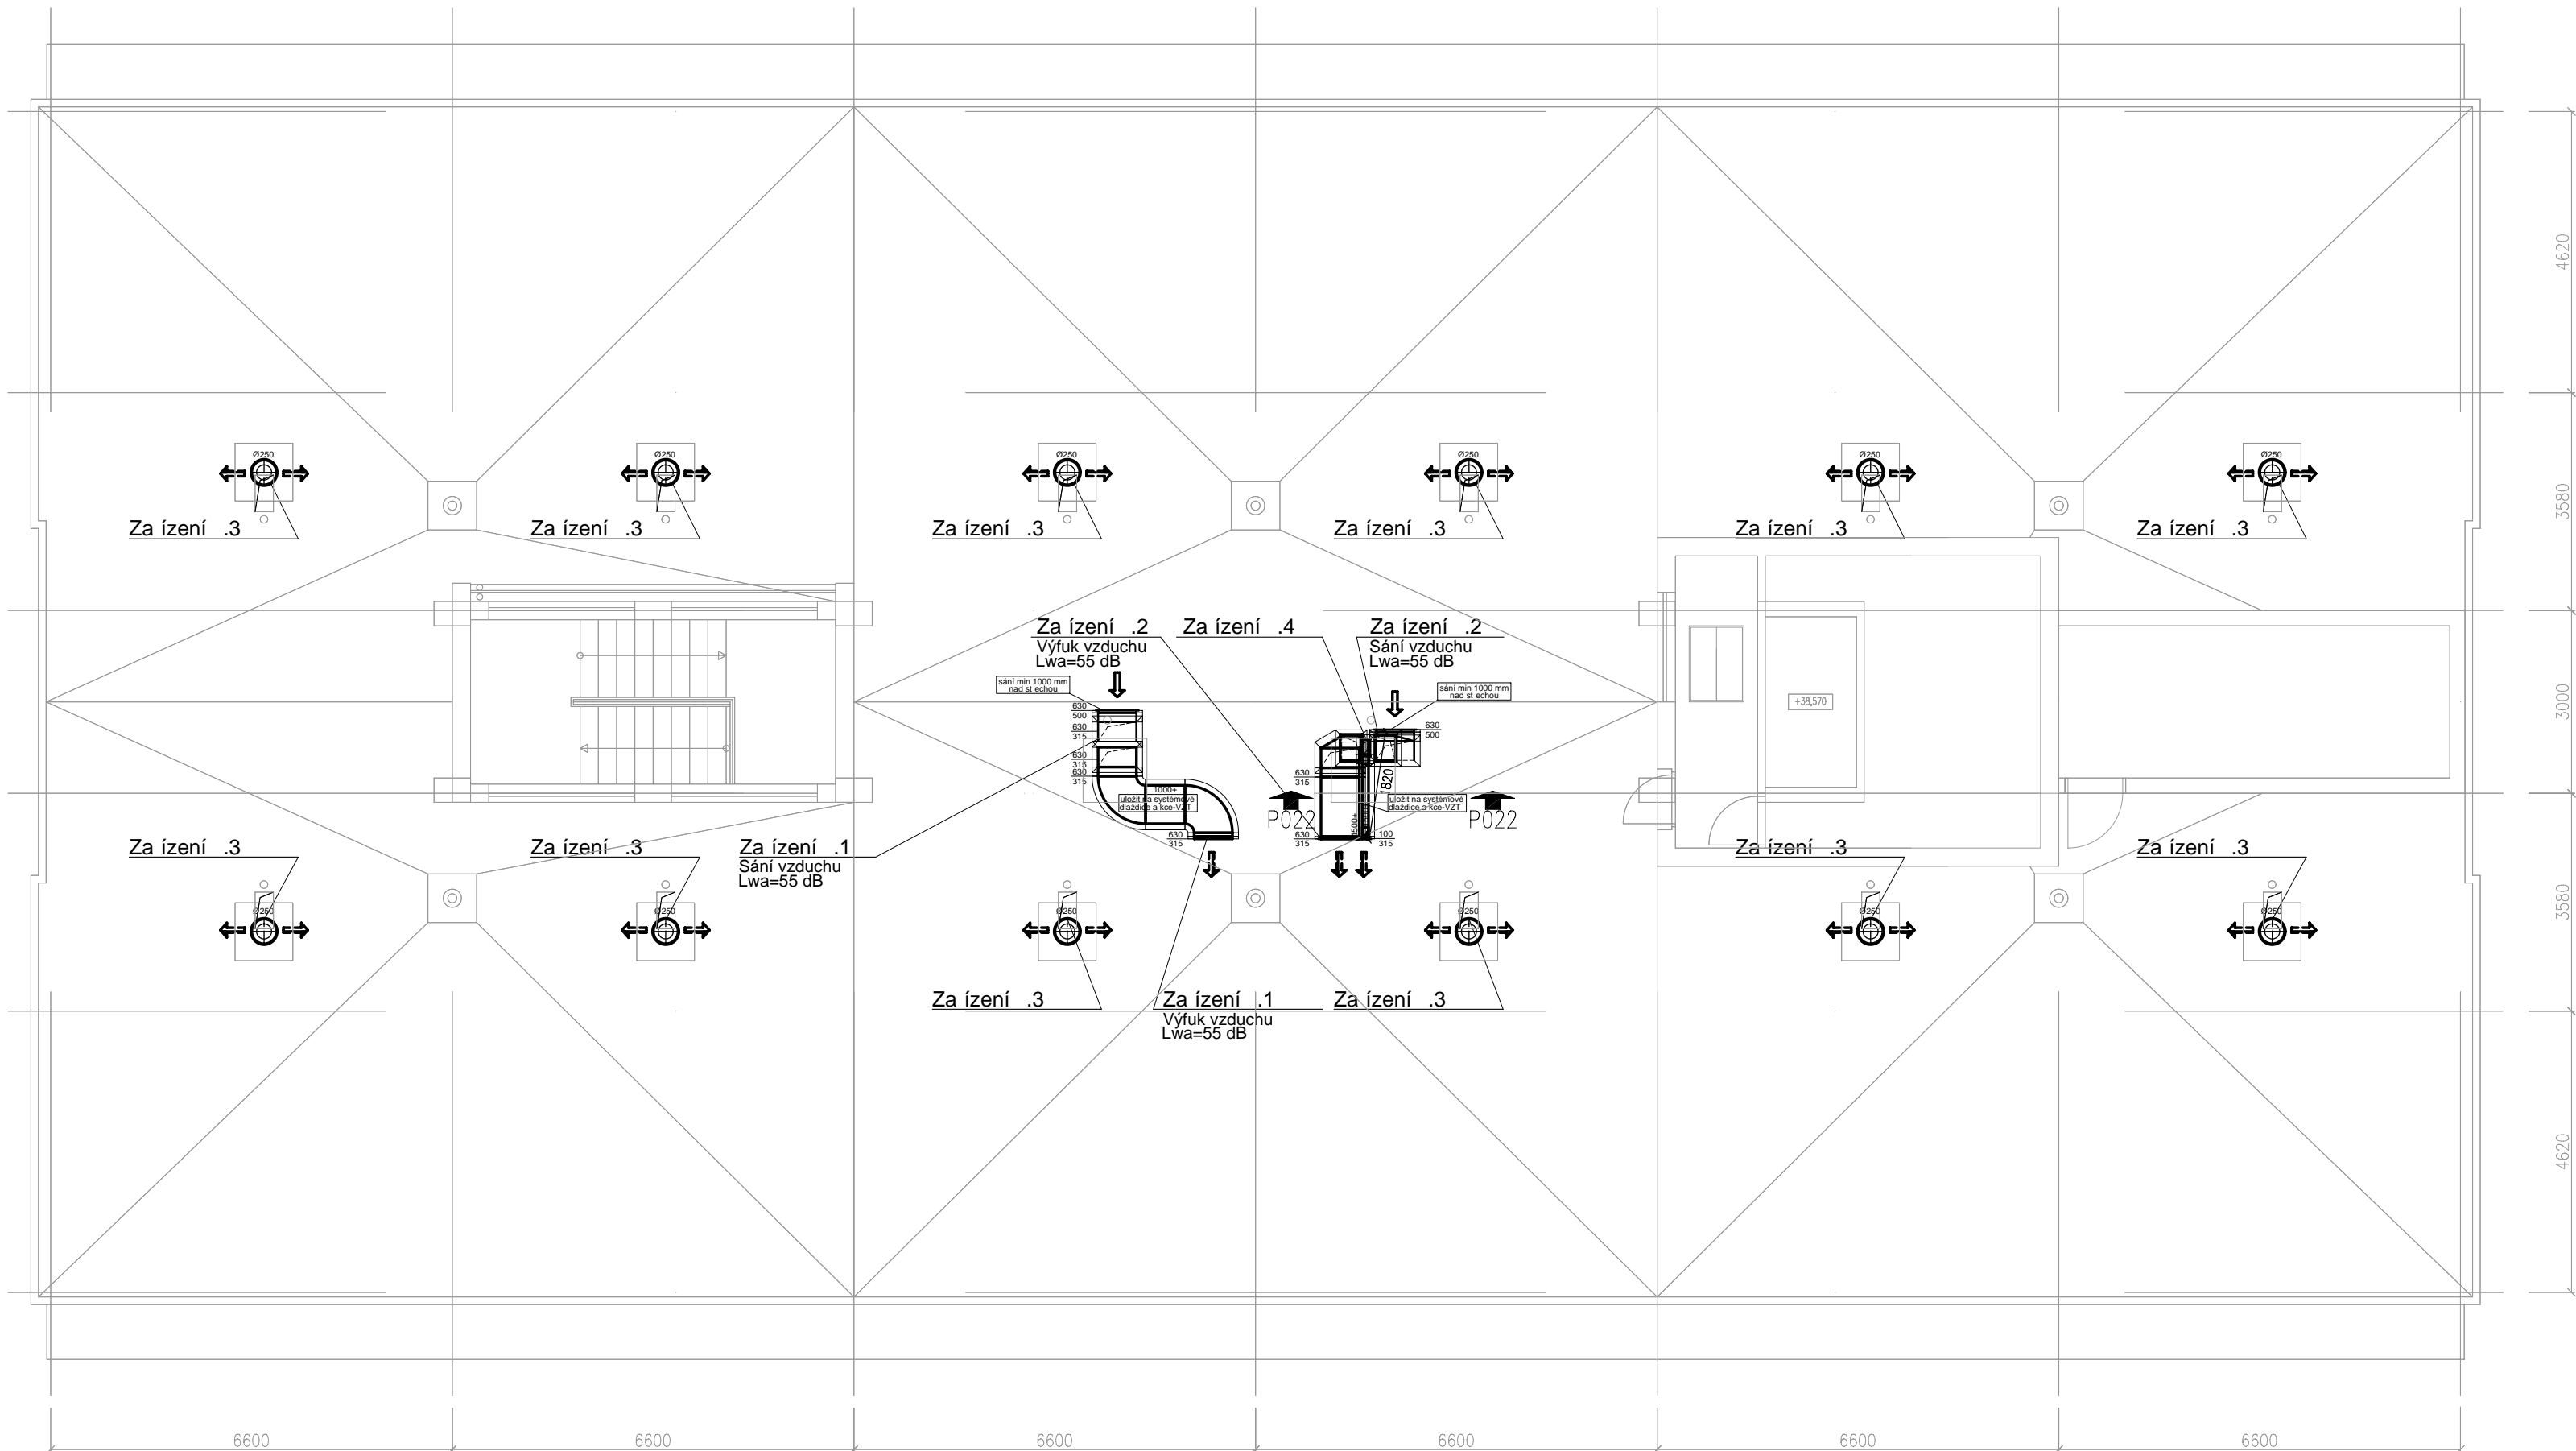 4620
Ø250
Ø250
Ø250
Ø250
Ø250
Ø250
3580
Za ízení .3
Za ízení .3
Za ízení .3
Za ízení .3
Za ízení .3
Za ízení .3
Za ízení .2
Výfuk vzduchu
Lwa=55 dB
Za ízení .4
Za ízení .2
Sání vzduchu
Lwa=55 dB
sání min 1000 mm
nad st echou
sání min 1000 mm
nad st echou
+38,570
3000
630
500
630
315
630
315
630
315
630
500
630
315
1820
1000+
uložit na systémové
dlaždice a kce-VZT
uložit na systémové
dlaždice a kce-VZT
P022
P022
1500+
630
315
630
315
100
315
Za ízení .3
Za ízení .3
Za ízení .1
Sání vzduchu
Lwa=55 dB
Za ízení .3
Za ízení .3
3580
Ø250
Ø250
Ø250
Ø250
Ø250
Ø250
Za ízení .3
Za ízení .1
Výfuk vzduchu
Lwa=55 dB
Za ízení .3
4620
6600
6600
6600
6600
6600
6600